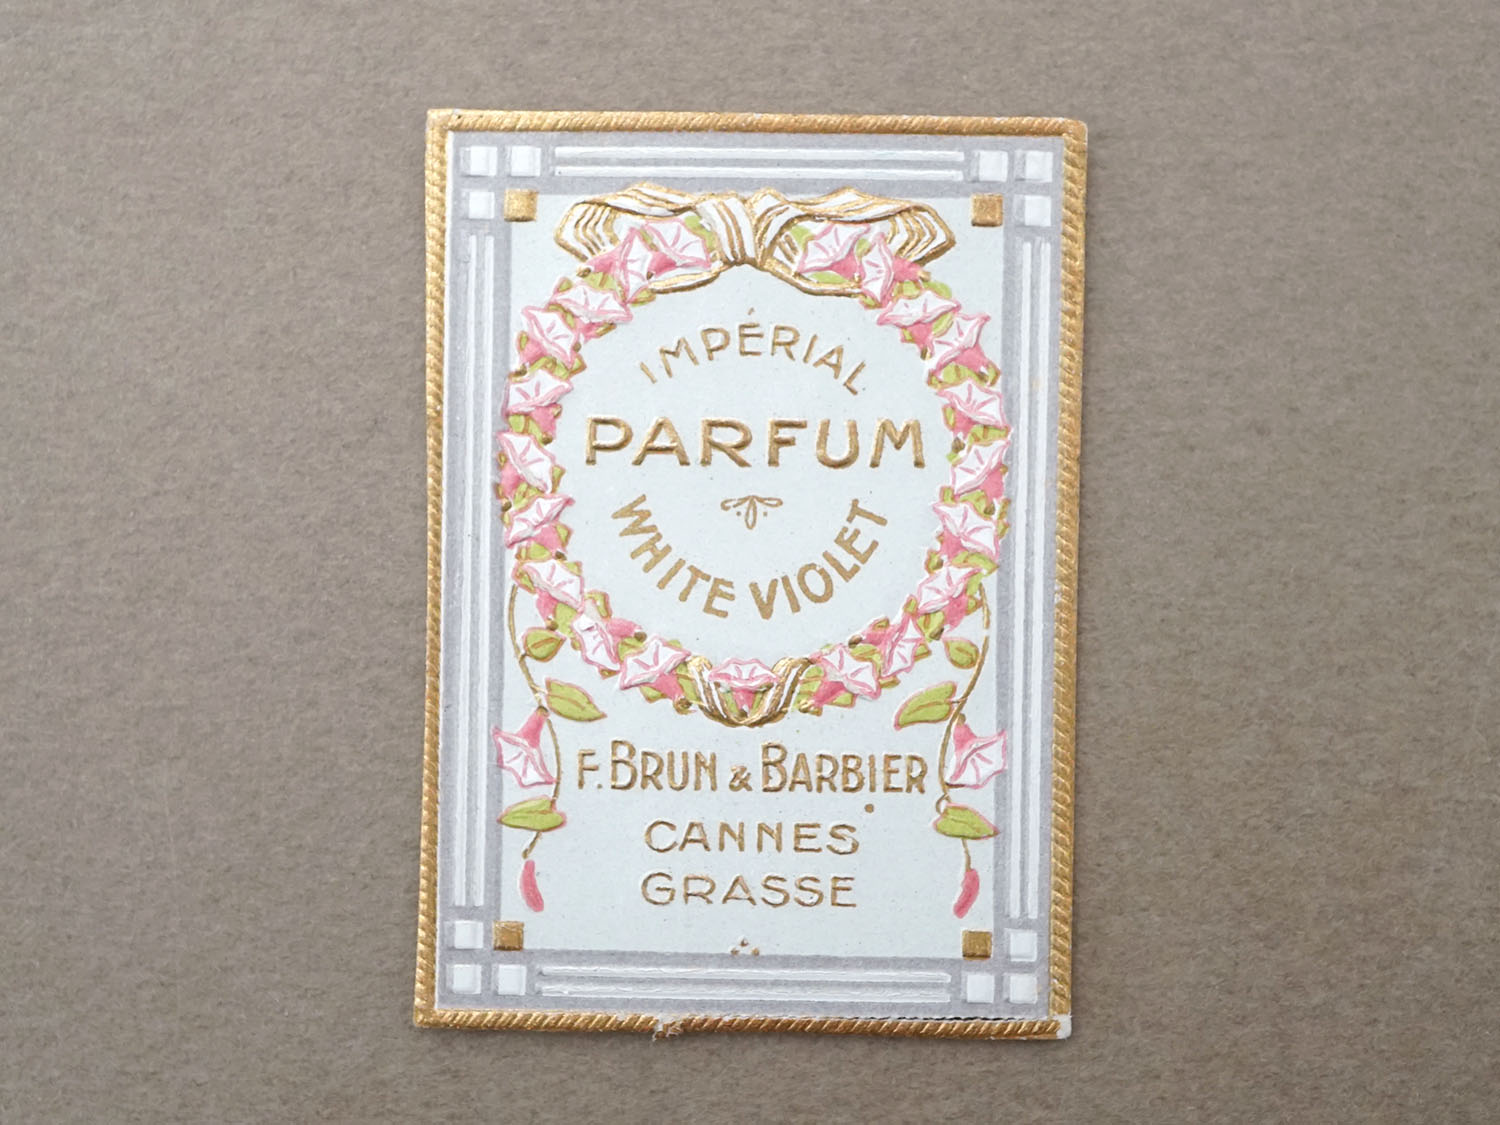 IMPÉRIAL
PARFUM
WHITE VIOLET
F. BRUN & BARBIER
CANNES
GRASSE